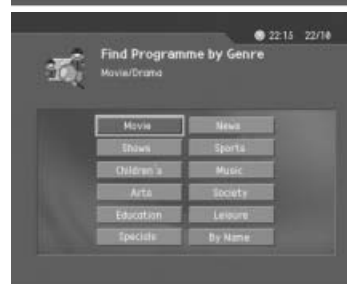 22:15 22/10
Find Programme by Genre
Movie/Drama
Movie News
Shows Sports
Children's Music
Arts Society
Education Leisure
Specials By Name